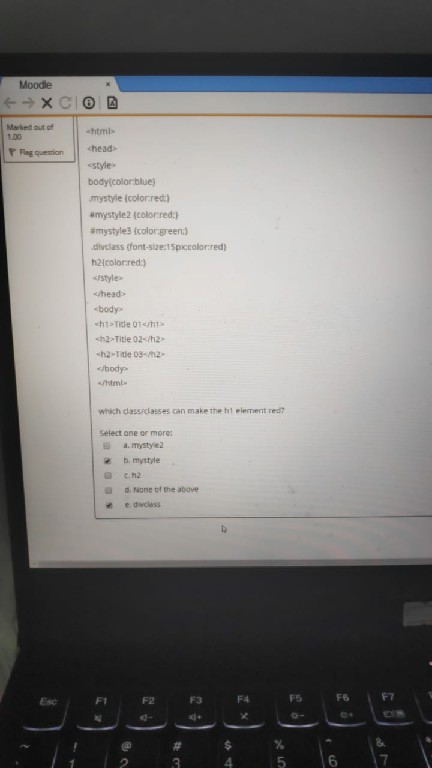 Moodle ×
Marked out of
1.00
Flag question
<html>
<head>
<style>
body{color:blue}
.mystyle {color:red;}
#mystyle2 {color:red;}
#mystyle3 {color:green;}
.divclass {font-size:15px;color:red}
h2{color:red;}
</style>
</head>
<body>
<h1>Title 01</h1>
<h2>Title 02</h2>
<h2>Title 03</h2>
</body>
</html>
which class/classes can make the h1 element red?
Select one or more:
a. mystyle2
b. mystyle
c. h2
d. None of the above
e. divclass
Esc F1 F2 F3 F4 F5 F6 F7
~ ! @ # $ % ^ &
1 2 3 4 5 6 7